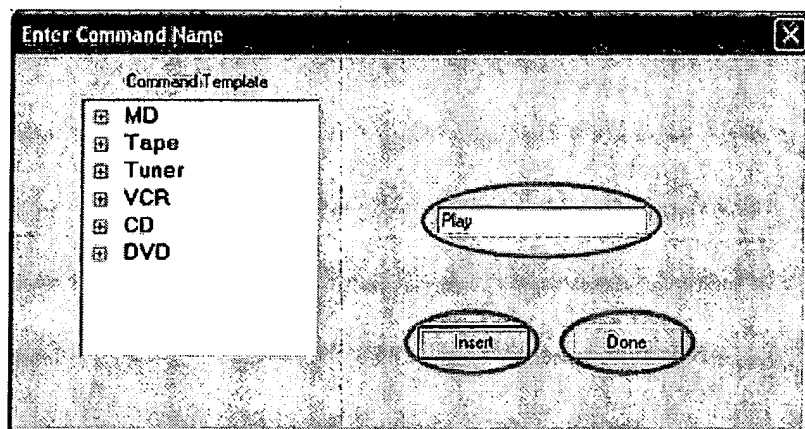 Enter Command Name
Command Template
MD
Tape
Tuner
VCR
CD
DVD
Play
Insert
Done